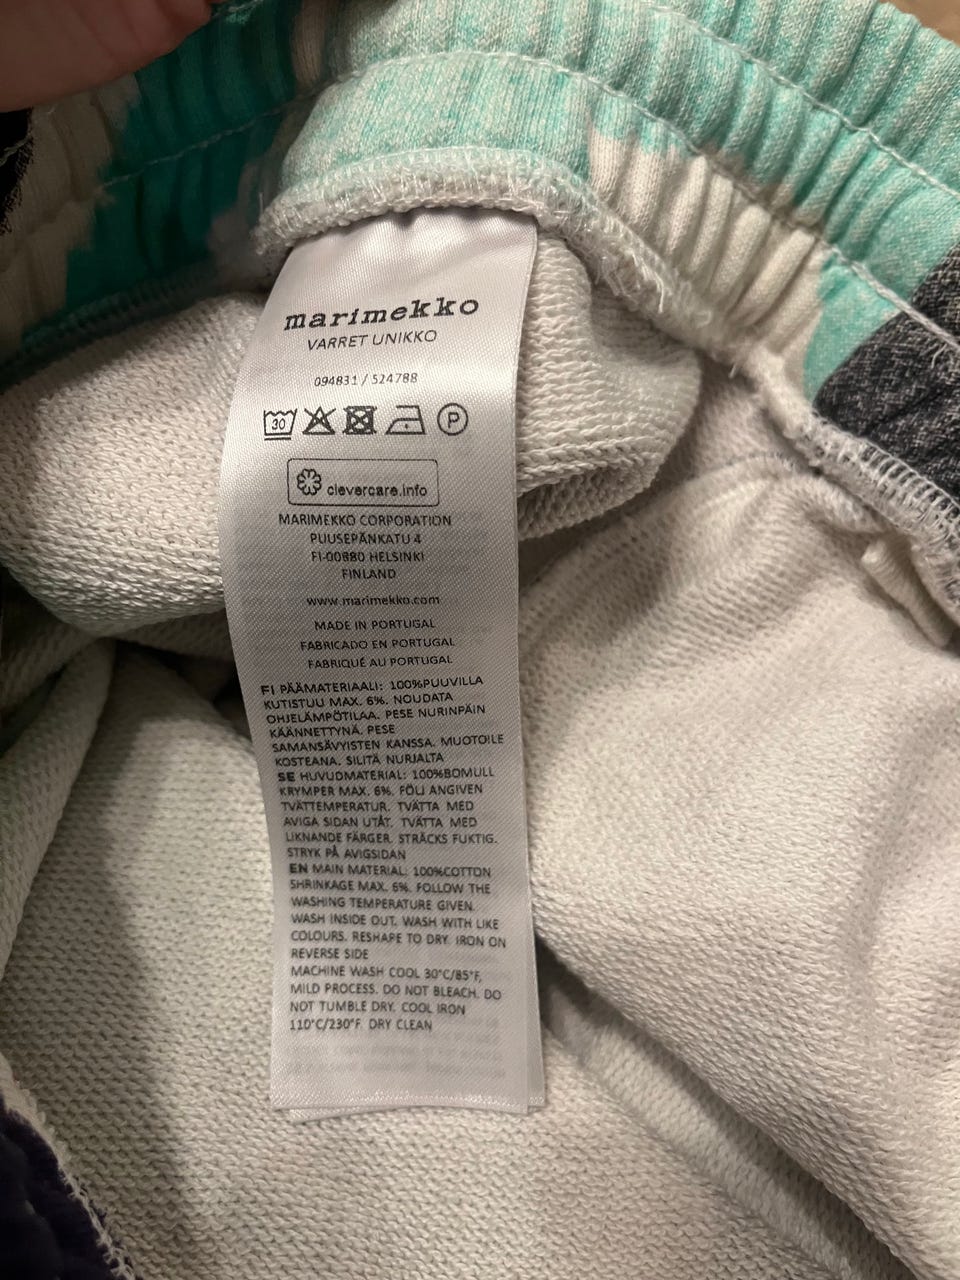 marimekko
VARRET UNIKKO
094831 / 524788
30 P
clevercare.info
MARIMEKKO CORPORATION
PUUSEPÄNKATU 4
FI-00880 HELSINKI
FINLAND
www.marimekko.com
MADE IN PORTUGAL
FABRICADO EN PORTUGAL
FABRIQUÉ AU PORTUGAL
FI PÄÄMATERIAALI: 100%PUUVILLA
KUTISTUU MAX. 6%. NOUDATA
OHJELÄMPÖTILAA. PESE NURINPÄIN
KÄÄNNETTYNÄ. PESE
SAMANSÄVYISTEN KANSSA. MUOTOILE
KOSTEANA. SILITÄ NURJALTA
SE HUVUDMATERIAL: 100%BOMULL
KRYMPER MAX. 6%. FÖLJ ANGIVEN
TVÄTTEMPERATUR. TVÄTTA MED
AVIGA SIDAN UTÅT. TVÄTTA MED
LIKNANDE FÄRGER. STRÄCKS FUKTIG.
STRYK PÅ AVIGSIDAN
EN MAIN MATERIAL: 100%COTTON
SHRINKAGE MAX. 6%. FOLLOW THE
WASHING TEMPERATURE GIVEN.
WASH INSIDE OUT. WASH WITH LIKE
COLOURS. RESHAPE TO DRY. IRON ON
REVERSE SIDE
MACHINE WASH COOL 30°C/85°F,
MILD PROCESS. DO NOT BLEACH. DO
NOT TUMBLE DRY. COOL IRON
110°C/230°F. DRY CLEAN